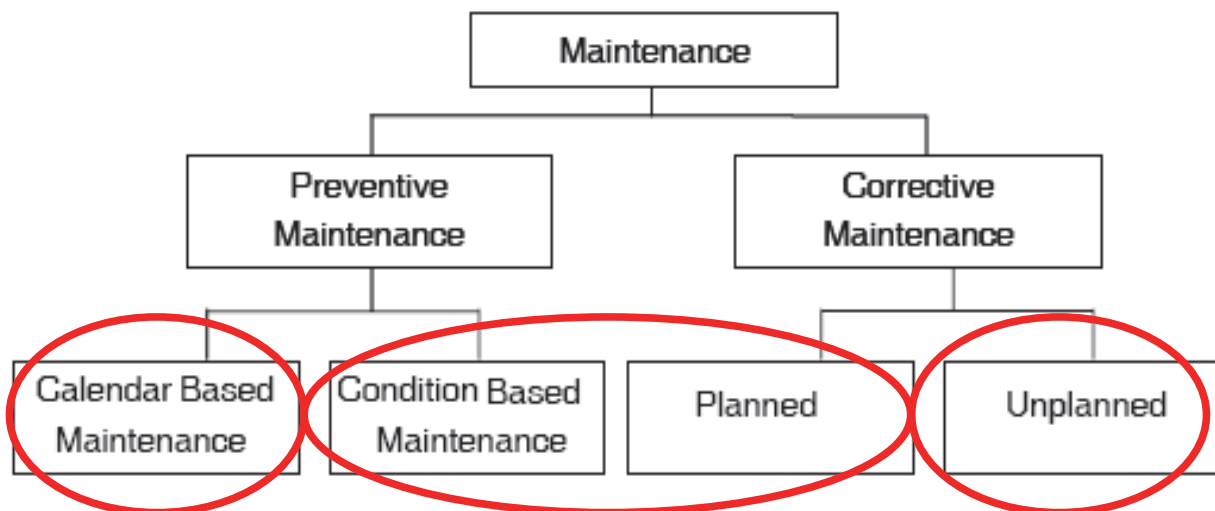 Maintenance
Preventive
Maintenance
Corrective
Maintenance
Calendar Based
Maintenance
Condition Based
Maintenance
Planned
Unplanned